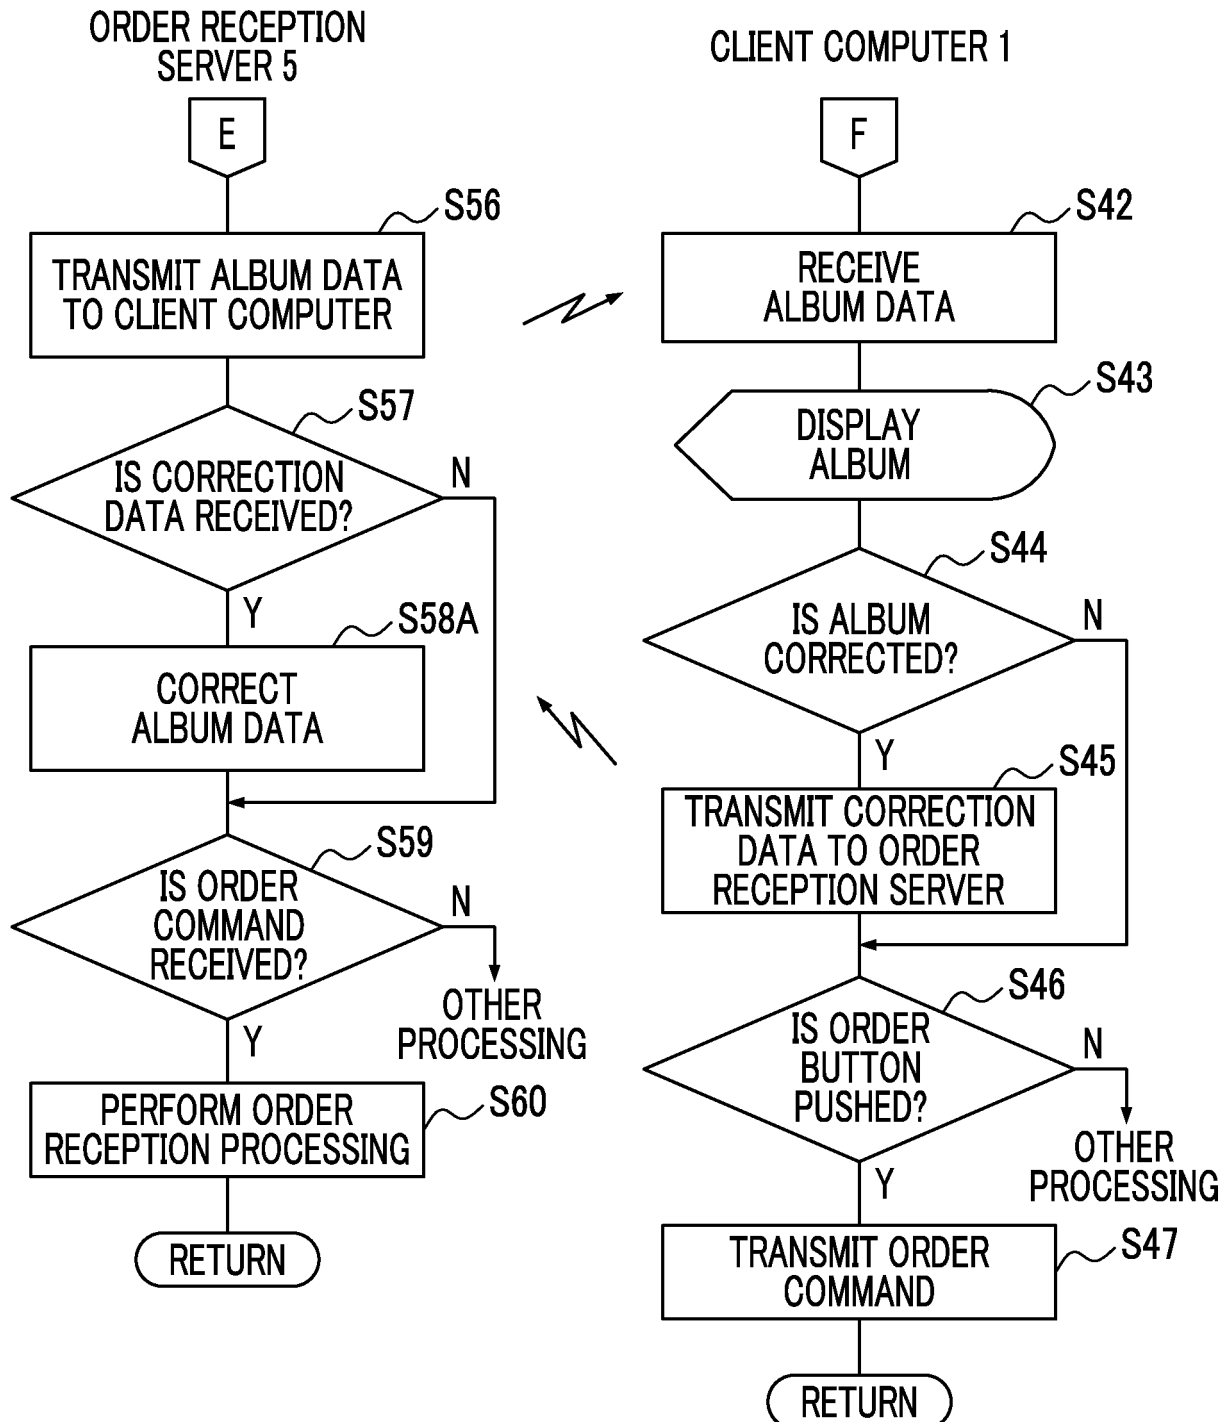 ORDER RECEPTION
SERVER 5
E
S56
TRANSMIT ALBUM DATA
TO CLIENT COMPUTER
S57
IS CORRECTION
DATA RECEIVED?
N
Y
S58A
CORRECT
ALBUM DATA
S59
IS ORDER
COMMAND
RECEIVED?
N
OTHER
PROCESSING
Y
S60
PERFORM ORDER
RECEPTION PROCESSING
RETURN
CLIENT COMPUTER 1
F
S42
RECEIVE
ALBUM DATA
S43
DISPLAY
ALBUM
S44
IS ALBUM
CORRECTED?
N
Y
S45
TRANSMIT CORRECTION
DATA TO ORDER
RECEPTION SERVER
S46
IS ORDER
BUTTON
PUSHED?
N
OTHER
PROCESSING
Y
S47
TRANSMIT ORDER
COMMAND
RETURN